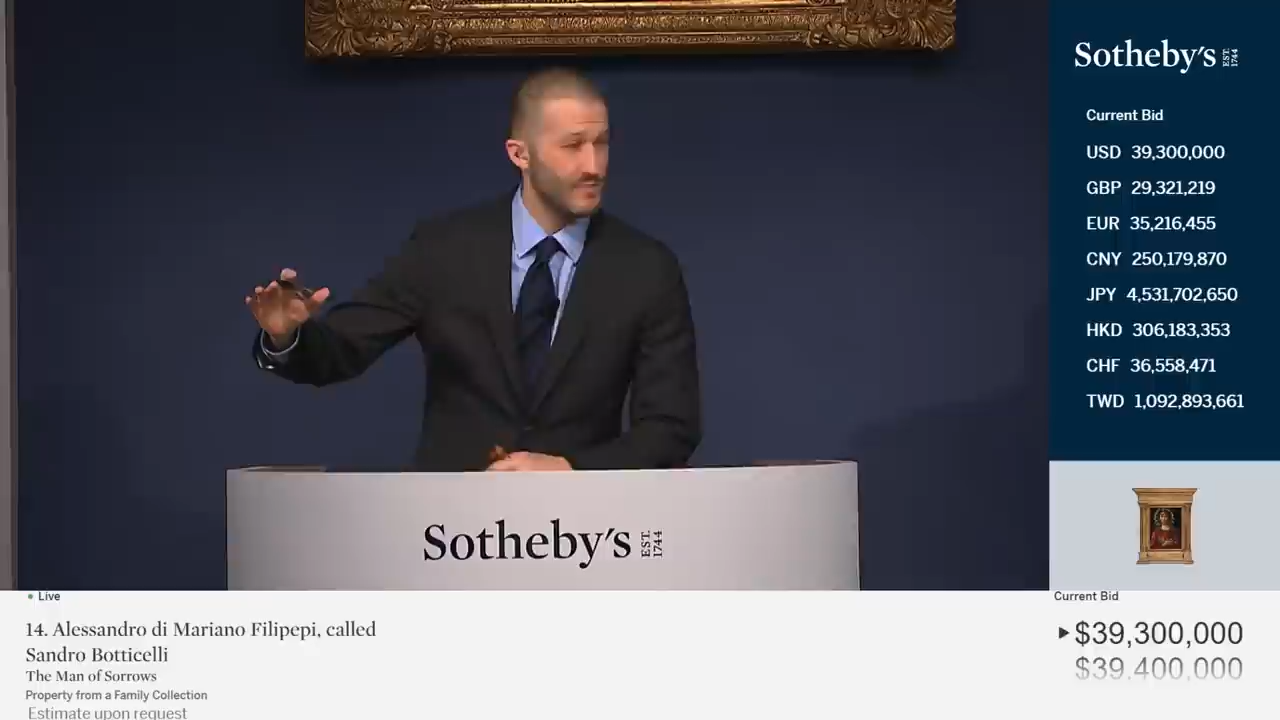 Sotheby's EST. 1744
Current Bid
USD 39,300,000
GBP 29,321,219
EUR 35,216,455
CNY 250,179,870
JPY 4,531,702,650
HKD 306,183,353
CHF 36,558,471
TWD 1,092,893,661
Sotheby's EST. 1744
Live
14. Alessandro di Mariano Filipepi, called
Sandro Botticelli
The Man of Sorrows
Property from a Family Collection
Estimate upon request
Current Bid
$39,300,000
$39,400,000